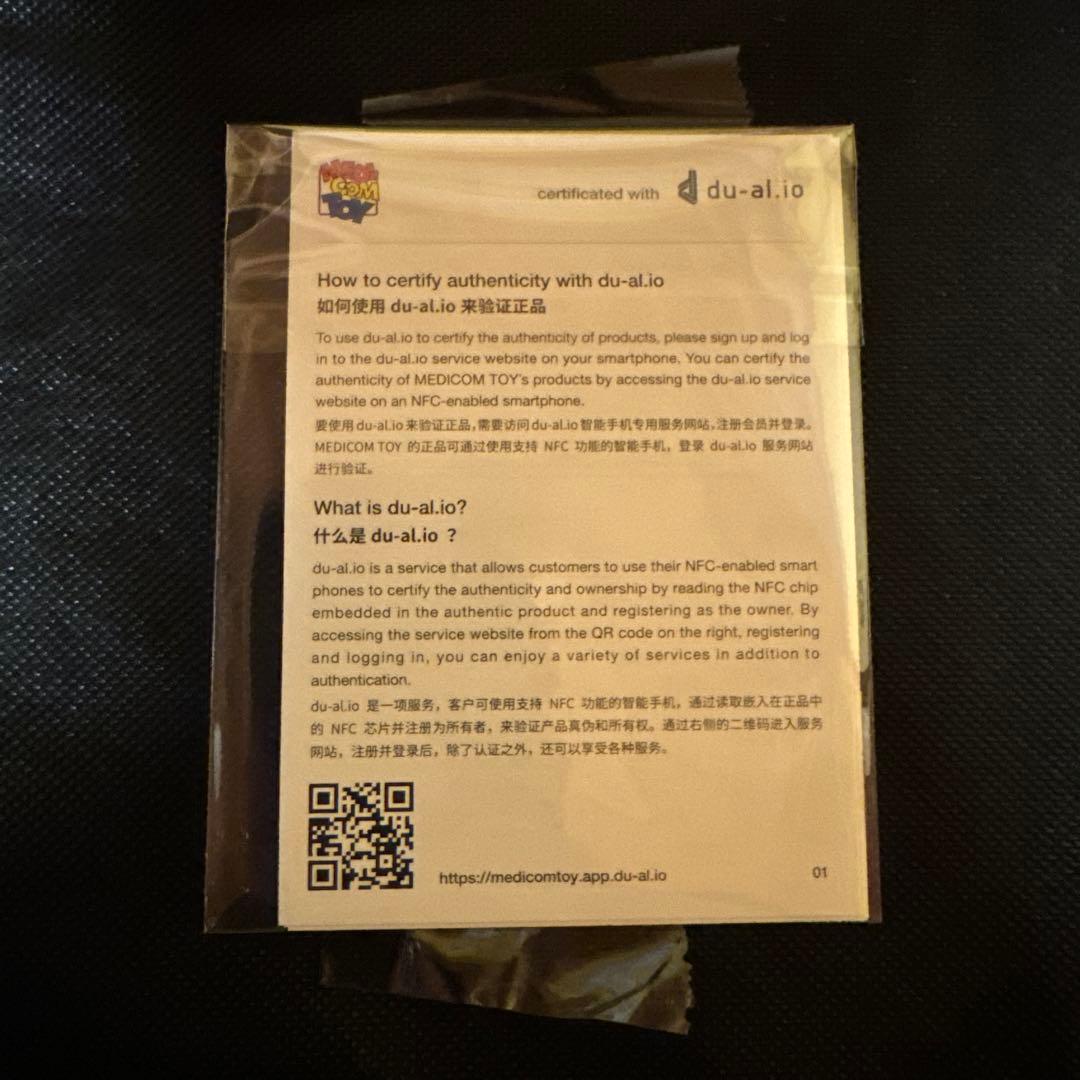 MEDI
COM
TOY
certificated with du-al.io
How to certify authenticity with du-al.io
如何使用 du-al.io 来验证正品
To use du-al.io to certify the authenticity of products, please sign up and log
in to the du-al.io service website on your smartphone. You can certify the
authenticity of MEDICOM TOY's products by accessing the du-al.io service
website on an NFC-enabled smartphone.
要使用 du-al.io 来验证正品，需要访问 du-al.io 智能手机专用服务网站，注册会员并登录。
MEDICOM TOY 的正品可通过使用支持 NFC 功能的智能手机，登录 du-al.io 服务网站
进行验证。
What is du-al.io?
什么是 du-al.io ？
du-al.io is a service that allows customers to use their NFC-enabled smart
phones to certify the authenticity and ownership by reading the NFC chip
embedded in the authentic product and registering as the owner. By
accessing the service website from the QR code on the right, registering
and logging in, you can enjoy a variety of services in addition to
authentication.
du-al.io 是一项服务，客户可使用支持 NFC 功能的智能手机，通过读取嵌入在正品中
的 NFC 芯片并注册为所有者，来验证产品真伪和所有权。通过右侧的二维码进入服务
网站，注册并登录后，除了认证之外，还可以享受各种服务。
https://medicomtoy.app.du-al.io
01